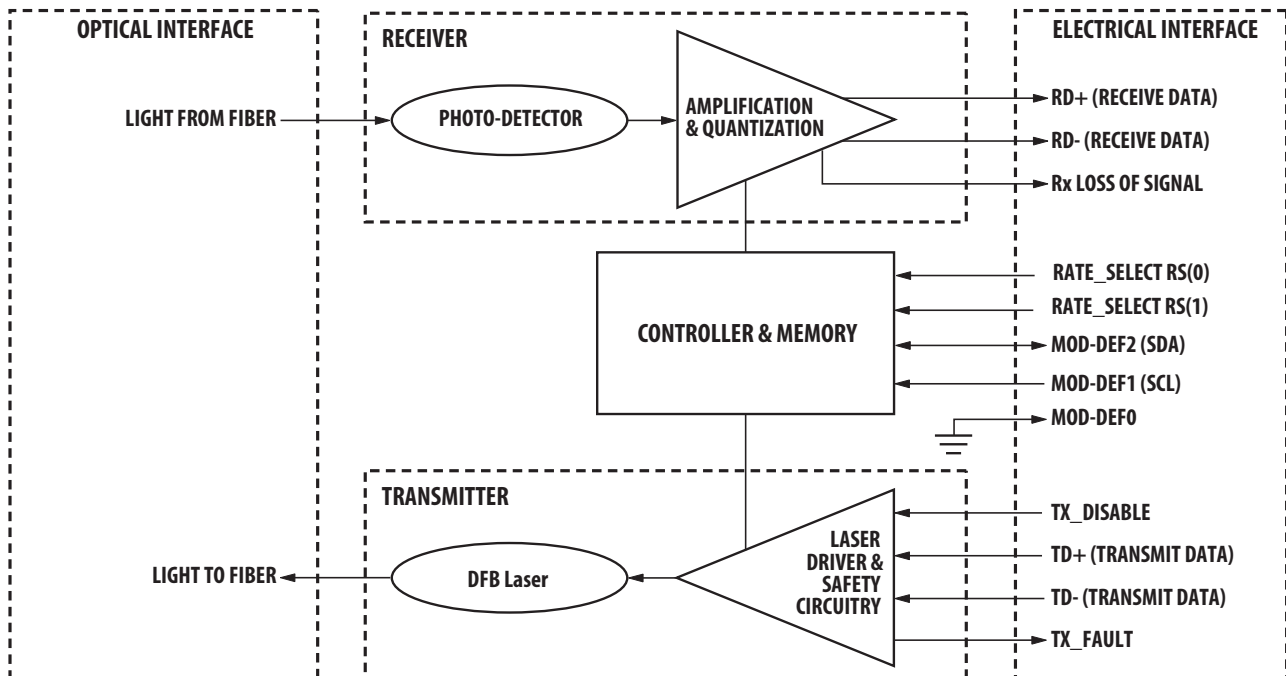 OPTICAL INTERFACE
RECEIVER
ELECTRICAL INTERFACE
LIGHT FROM FIBER
PHOTO-DETECTOR
AMPLIFICATION
& QUANTIZATION
RD+ (RECEIVE DATA)
RD- (RECEIVE DATA)
Rx LOSS OF SIGNAL
CONTROLLER & MEMORY
RATE_SELECT RS(0)
RATE_SELECT RS(1)
MOD-DEF2 (SDA)
MOD-DEF1 (SCL)
MOD-DEF0
TRANSMITTER
LIGHT TO FIBER
DFB Laser
LASER
DRIVER &
SAFETY
CIRCUITRY
TX_DISABLE
TD+ (TRANSMIT DATA)
TD- (TRANSMIT DATA)
TX_FAULT